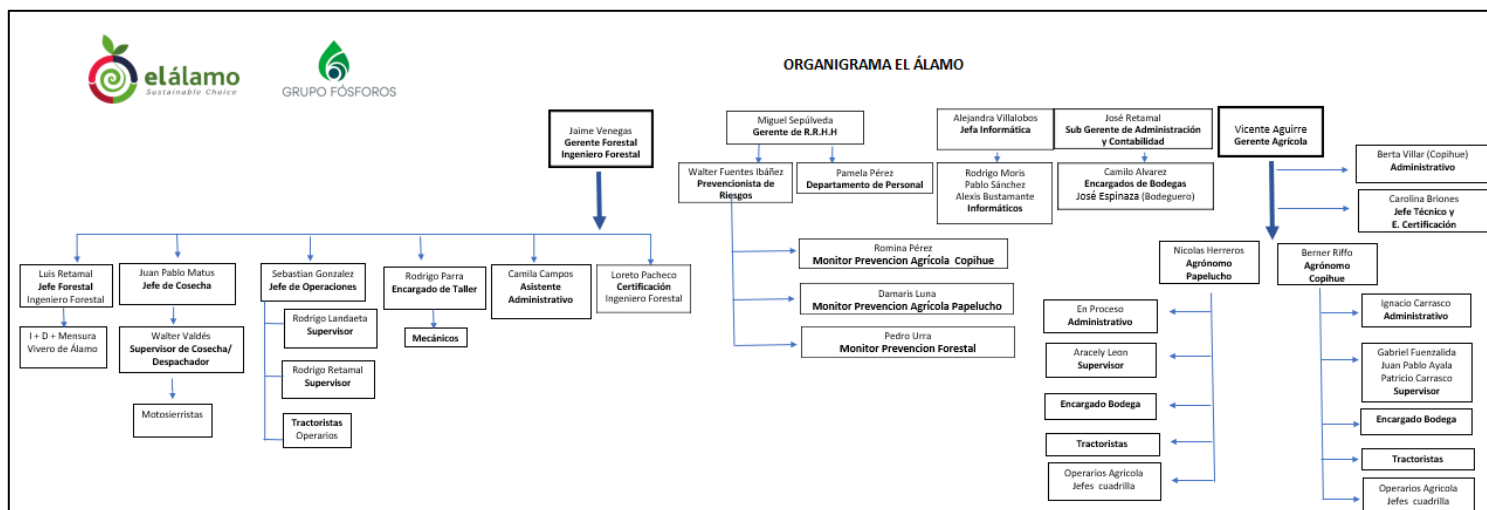 elálamo
Sustainable Choice
GRUPO FÓSFOROS
ORGANIGRAMA EL ÁLAMO
Jaime Venegas
Gerente Forestal
Ingeniero Forestal
Miguel Sepúlveda
Gerente de R.R.H.H
Alejandra Villalobos
Jefa Informática
José Retamal
Sub Gerente de Administración
y Contabilidad
Vicente Aguirre
Gerente Agrícola
Walter Fuentes Ibáñez
Prevencionista de
Riesgos
Pamela Pérez
Departamento de Personal
Rodrigo Moris
Pablo Sánchez
Alexis Bustamante
Informáticos
Camilo Alvarez
Encargados de Bodegas
José Espinaza (Bodeguero)
Berta Villar (Copihue)
Administrativo
Carolina Briones
Jefe Técnico y
E. Certificación
Luis Retamal
Jefe Forestal
Ingeniero Forestal
Juan Pablo Matus
Jefe de Cosecha
Sebastian Gonzalez
Jefe de Operaciones
Rodrigo Parra
Encargado de Taller
Camila Campos
Asistente
Administrativo
Loreto Pacheco
Certificación
Ingeniero Forestal
Romina Pérez
Monitor Prevencion Agrícola Copihue
Nicolas Herreros
Agrónomo
Papelucho
Berner Riffo
Agrónomo
Copihue
I + D + Mensura
Vivero de Álamo
Walter Valdés
Supervisor de Cosecha/
Despachador
Motosierristas
Rodrigo Landaeta
Supervisor
Rodrigo Retamal
Supervisor
Tractoristas
Operarios
Mecánicos
Damaris Luna
Monitor Prevencion Agrícola Papelucho
Pedro Urra
Monitor Prevencion Forestal
En Proceso
Administrativo
Aracely Leon
Supervisor
Encargado Bodega
Tractoristas
Operarios Agricola
Jefes cuadrilla
Ignacio Carrasco
Administrativo
Gabriel Fuenzalida
Juan Pablo Ayala
Patricio Carrasco
Supervisor
Encargado Bodega
Tractoristas
Operarios Agricola
Jefes cuadrilla